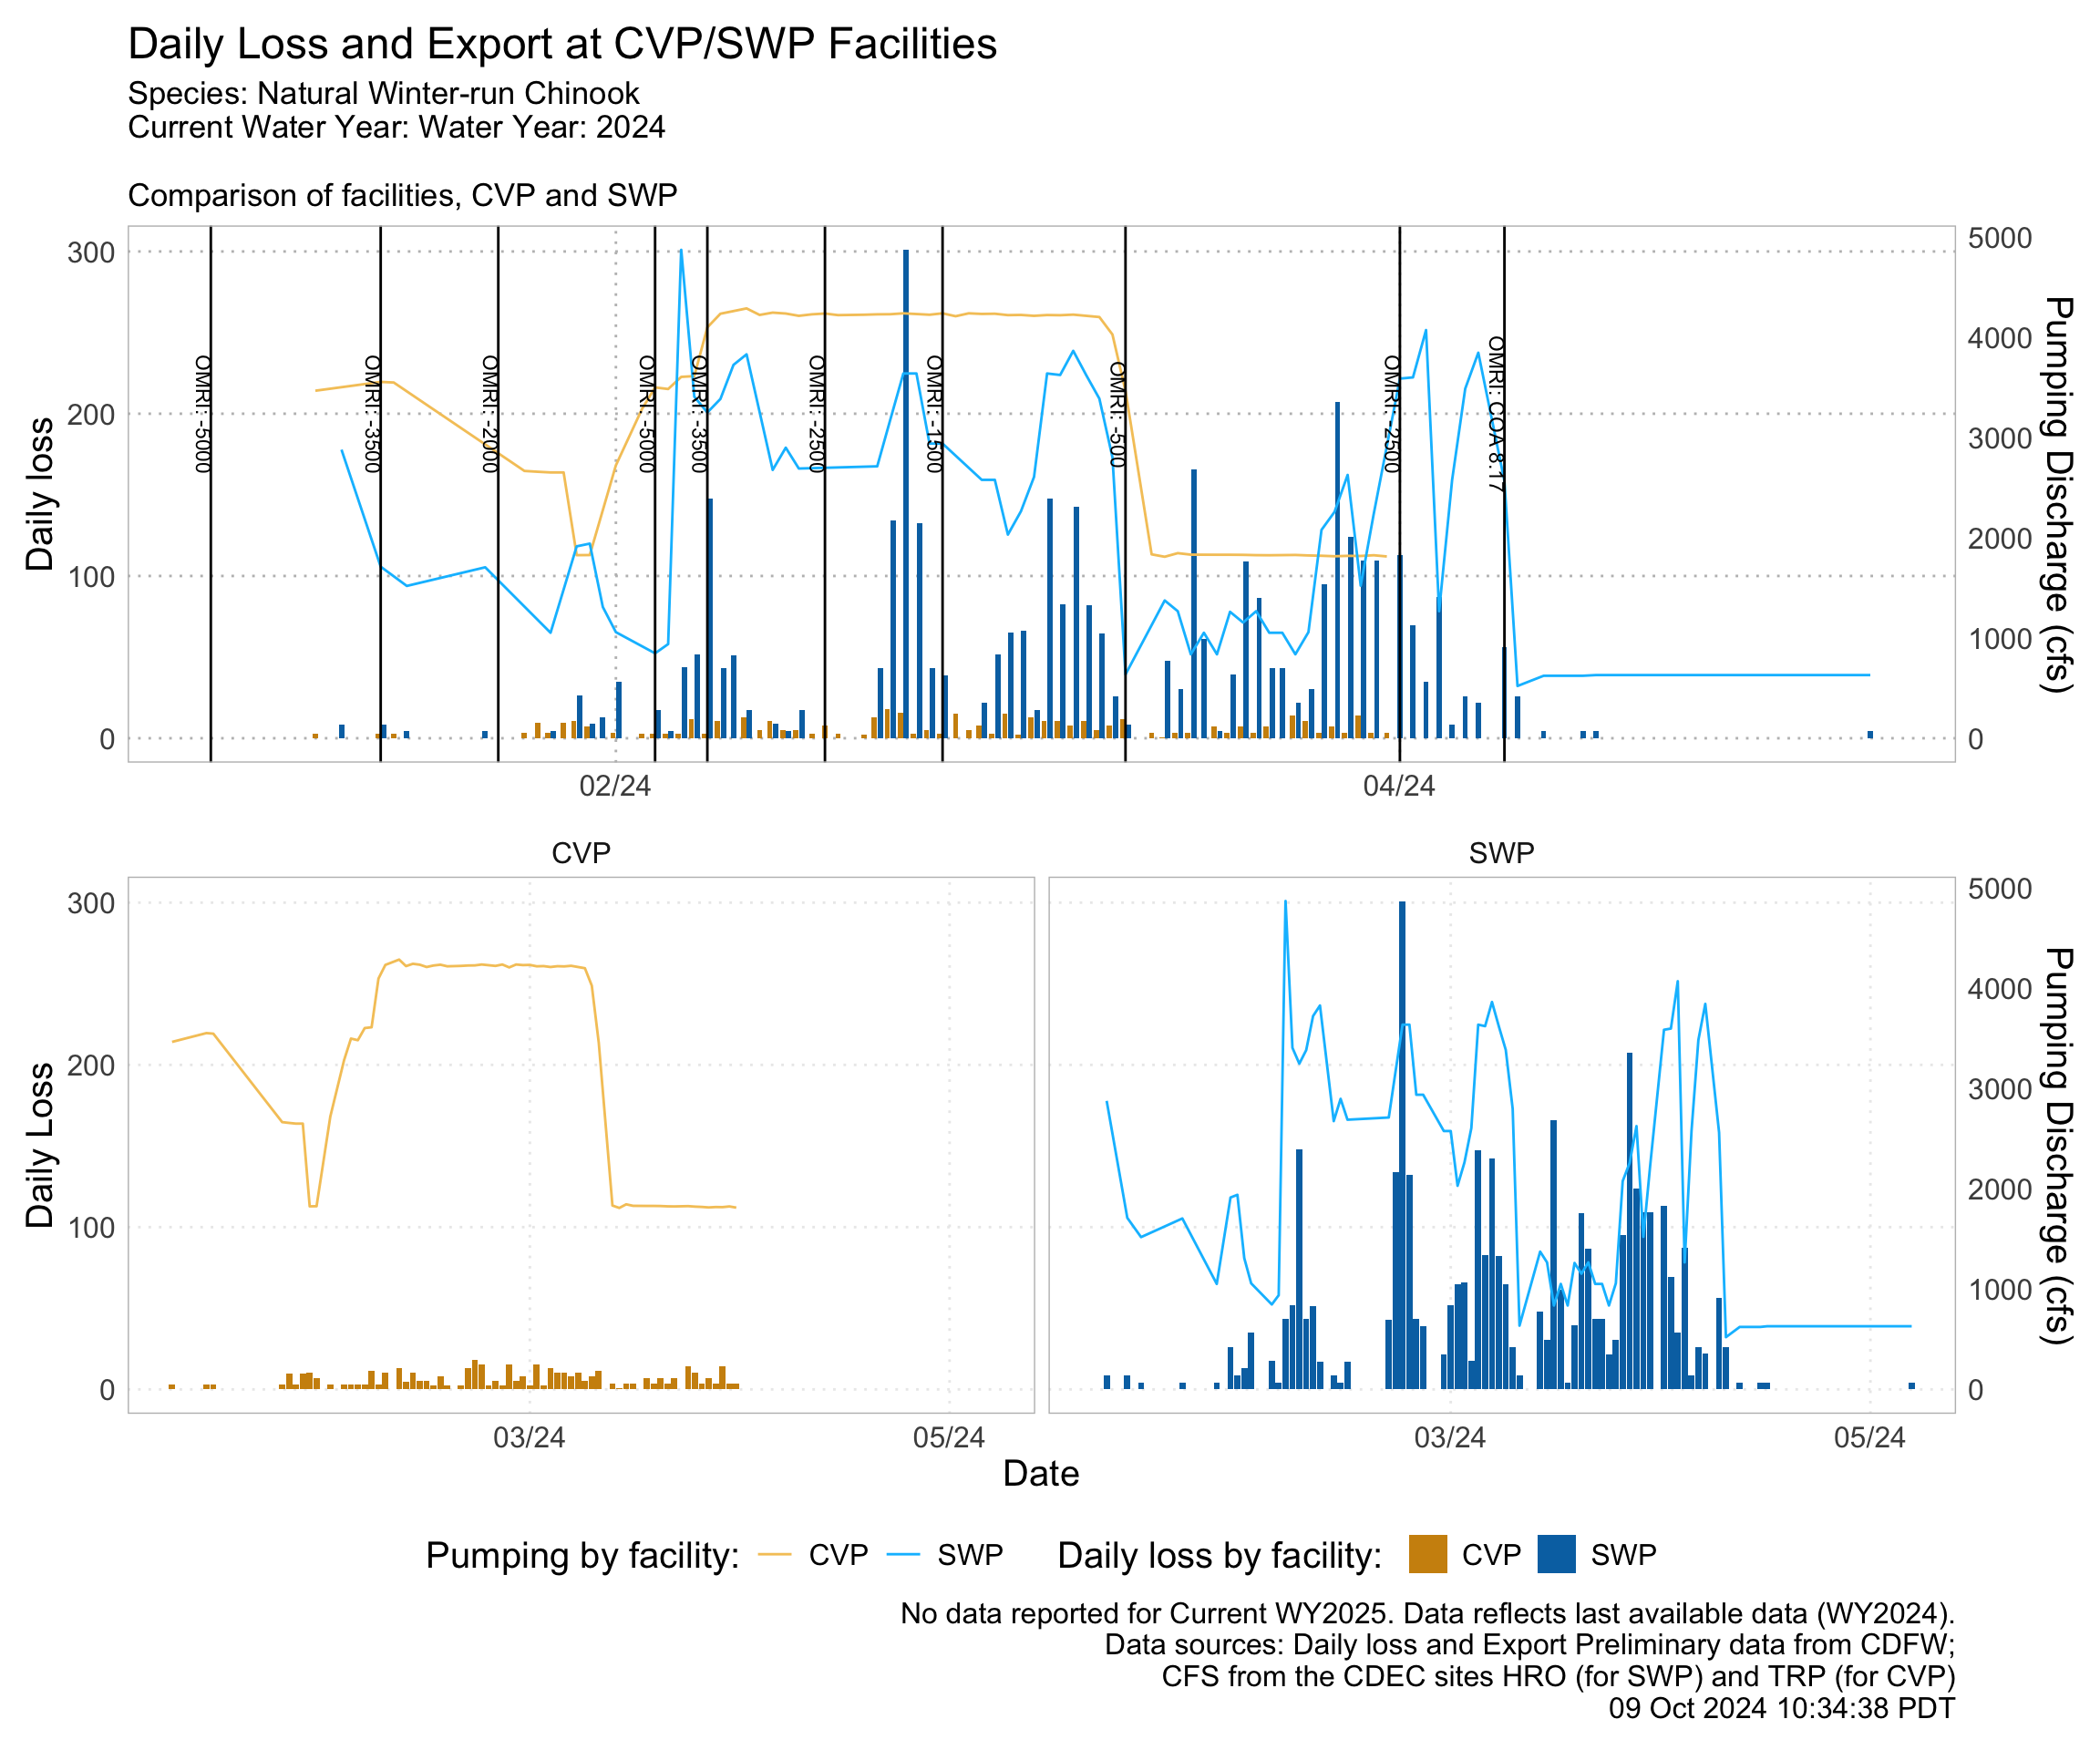 Daily Loss and Export at CVP/SWP Facilities
Species: Natural Winter-run Chinook
Current Water Year: Water Year: 2024
Comparison of facilities, CVP and SWP
300
200
100
0
Daily loss
OMRI: -5000
OMRI: -3500
OMRI: -2000
OMRI: -5000
OMRI: -3500
OMRI: -2500
OMRI: -1500
OMRI: -500
OMRI: -2500
OMRI: COA 8.17
5000
4000
3000
2000
1000
0
Pumping Discharge (cfs)
02/24
04/24
CVP
SWP
300
200
100
0
Daily Loss
5000
4000
3000
2000
1000
0
Pumping Discharge (cfs)
03/24
05/24
03/24
05/24
Date
Pumping by facility: CVP SWP Daily loss by facility: CVP SWP
No data reported for Current WY2025. Data reflects last available data (WY2024).
Data sources: Daily loss and Export Preliminary data from CDFW;
CFS from the CDEC sites HRO (for SWP) and TRP (for CVP)
09 Oct 2024 10:34:38 PDT